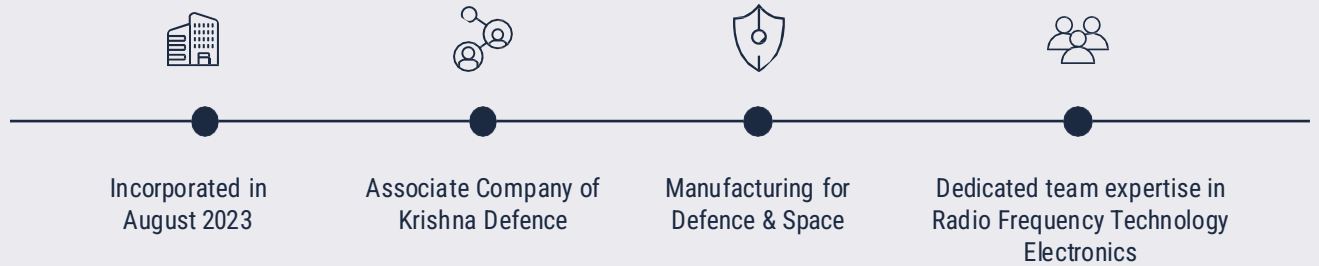 Incorporated in
August 2023
Associate Company of
Krishna Defence
Manufacturing for
Defence & Space
Dedicated team expertise in
Radio Frequency Technology
Electronics